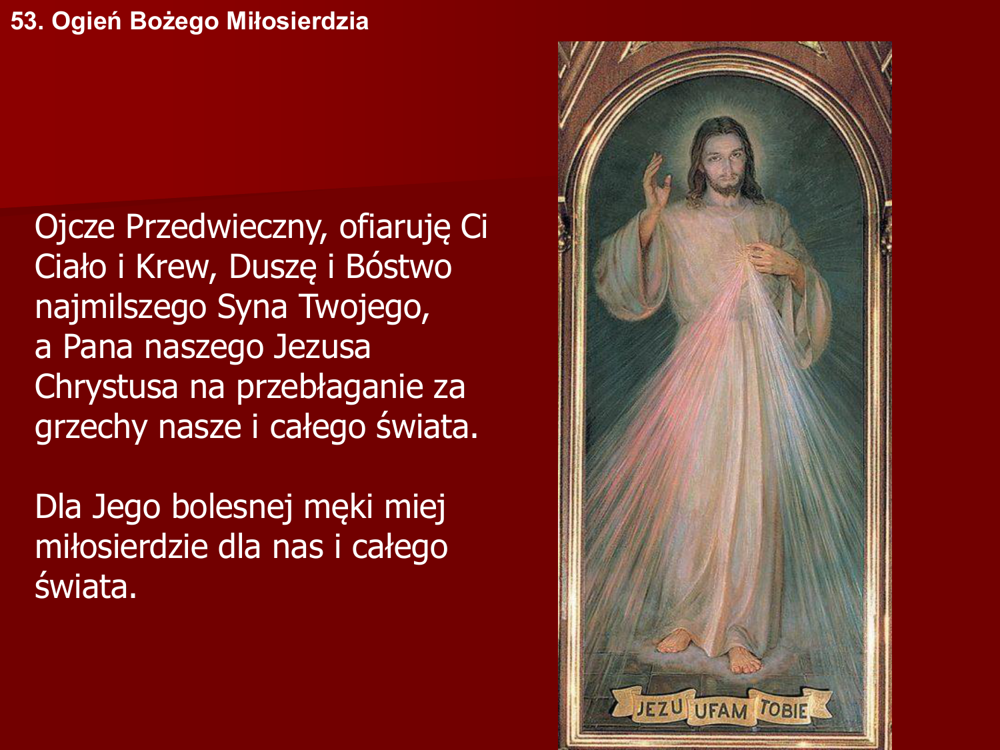 53. Ogień Bożego Miłosierdzia
Ojcze Przedwieczny, ofiaruję Ci
Ciało i Krew, Duszę i Bóstwo
najmilszego Syna Twojego,
a Pana naszego Jezusa
Chrystusa na przebłaganie za
grzechy nasze i całego świata.
Dla Jego bolesnej męki miej
miłosierdzie dla nas i całego
świata.
JEZU UFAM TOBIE